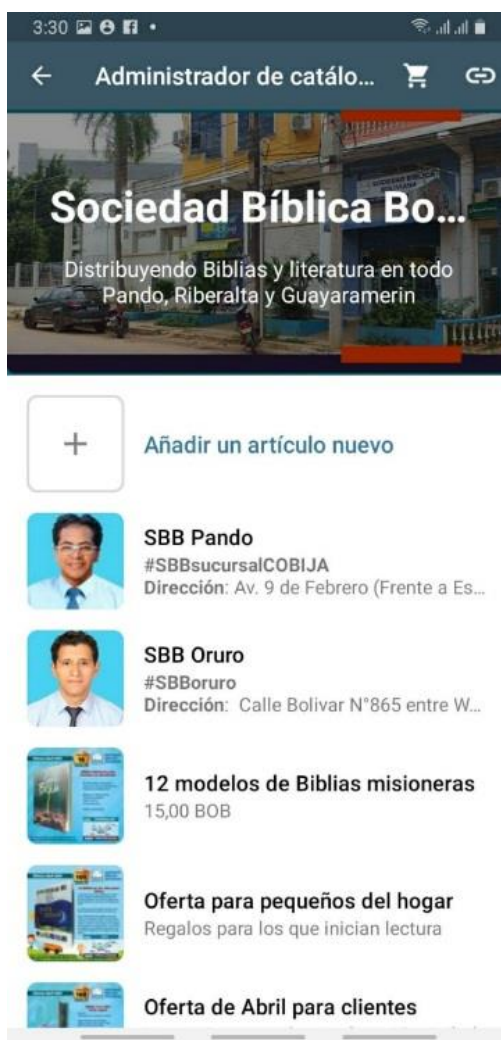 3:30
Administrador de catálo...
Sociedad Bíblica Bo...
Distribuyendo Biblias y literatura en todo
Pando, Riberalta y Guayaramerin
Añadir un artículo nuevo
SBB Pando
#SBBsucursalCOBIJA
Dirección: Av. 9 de Febrero (Frente a Es...
SBB Oruro
#SBBoruro
Dirección: Calle Bolivar N°865 entre W...
12 modelos de Biblias misioneras
15,00 BOB
Oferta para pequeños del hogar
Regalos para los que inician lectura
Oferta de Abril para clientes